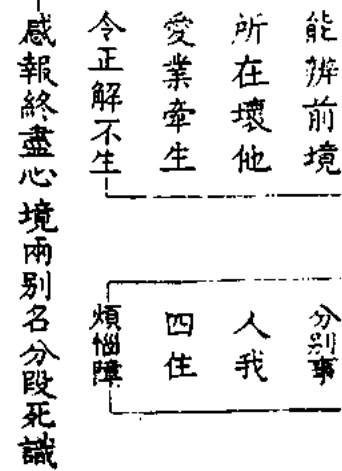 能辨前境
所在壞他
愛業牽生
令正解不生
分別事
人我
四住
煩惱障
感報終盡心境兩別名分段死識